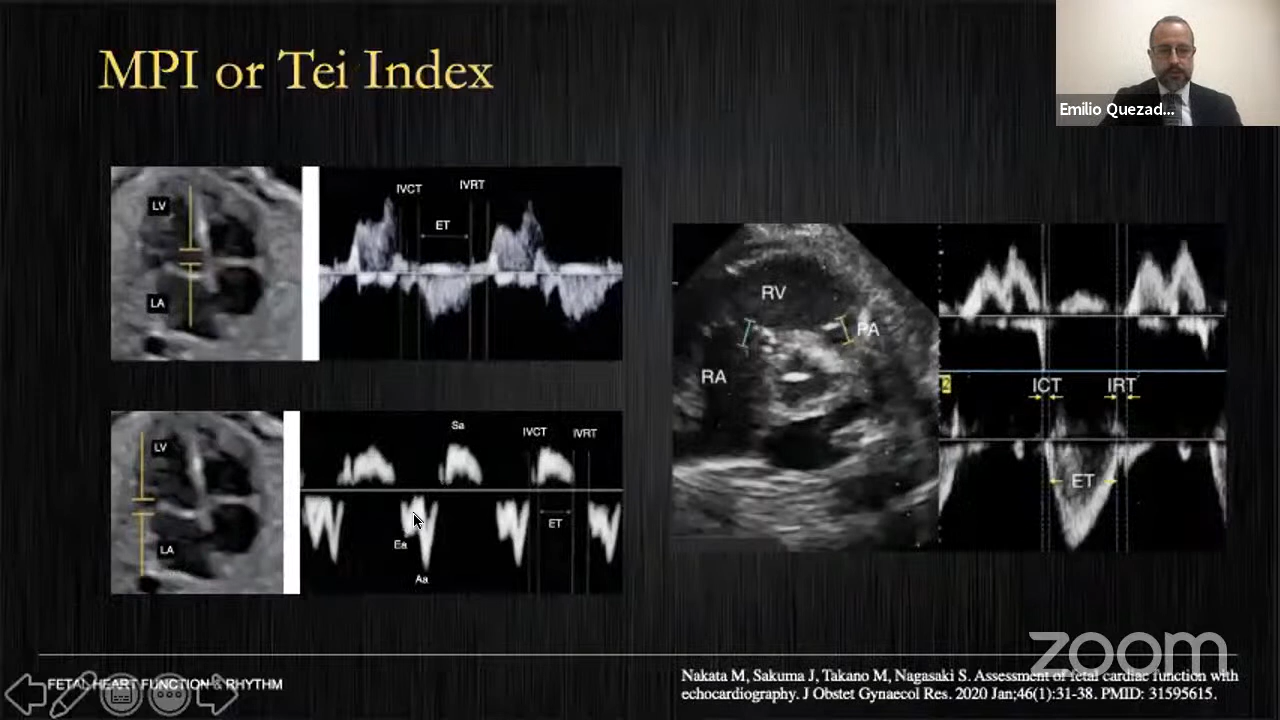 MPI or Tei Index
Emilio Quezad...
LV
LA
IVCT
IVRT
ET
LV
LA
Sa
Ea
Aa
IVCT
IVRT
ET
RV
PA
RA
2
ICT
IRT
ET
zoom
FETAL HEART FUNCTION & RHYTHM
Nakata M, Sakuma J, Takano M, Nagasaki S. Assessment of fetal cardiac function with
echocardiography. J Obstet Gynaecol Res. 2020 Jan;46(1):31-38. PMID: 31595615.